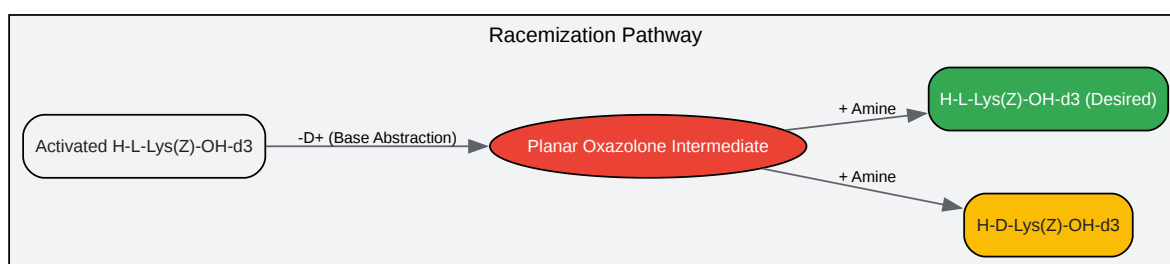 Racemization Pathway
Activated H-L-Lys(Z)-OH-d3
-D+ (Base Abstraction)
Planar Oxazolone Intermediate
+ Amine
H-L-Lys(Z)-OH-d3 (Desired)
+ Amine
H-D-Lys(Z)-OH-d3